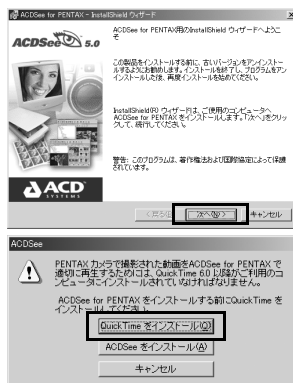 ACDSee for PENTAX - InstallShield ウィザード
ACDSee 5.0
ACDSee for PENTAX用のInstallShield ウィザードへようこ
そ
この製品をインストールする前に、古いバージョンをアンインストー
ルするようにお勧めします。インストールを終了し、プログラムをアン
インストールした後、再度インストールを始めてください。
InstallShield(R) ウィザードは、ご使用のコンピュータへ
ACDSee for PENTAX をインストールします。「次へ」をクリッ
クして、続行してください。
警告: このプログラムは、著作権法および国際協定によって保護
されています。
ACD
SYSTEMS
< 戻る(B)
次へ(N) >
キャンセル
ACDSee
PENTAX カメラで撮影された動画をACDSee for PENTAX で
適切に再生するためには、QuickTime 6.0 以降がご利用のコ
ンピュータにインストールされていなければなりません。
ACDSee for PENTAX をインストールする前にQuickTime を
インストールしてください。
QuickTime をインストール(Q)
ACDSee をインストール(A)
キャンセル